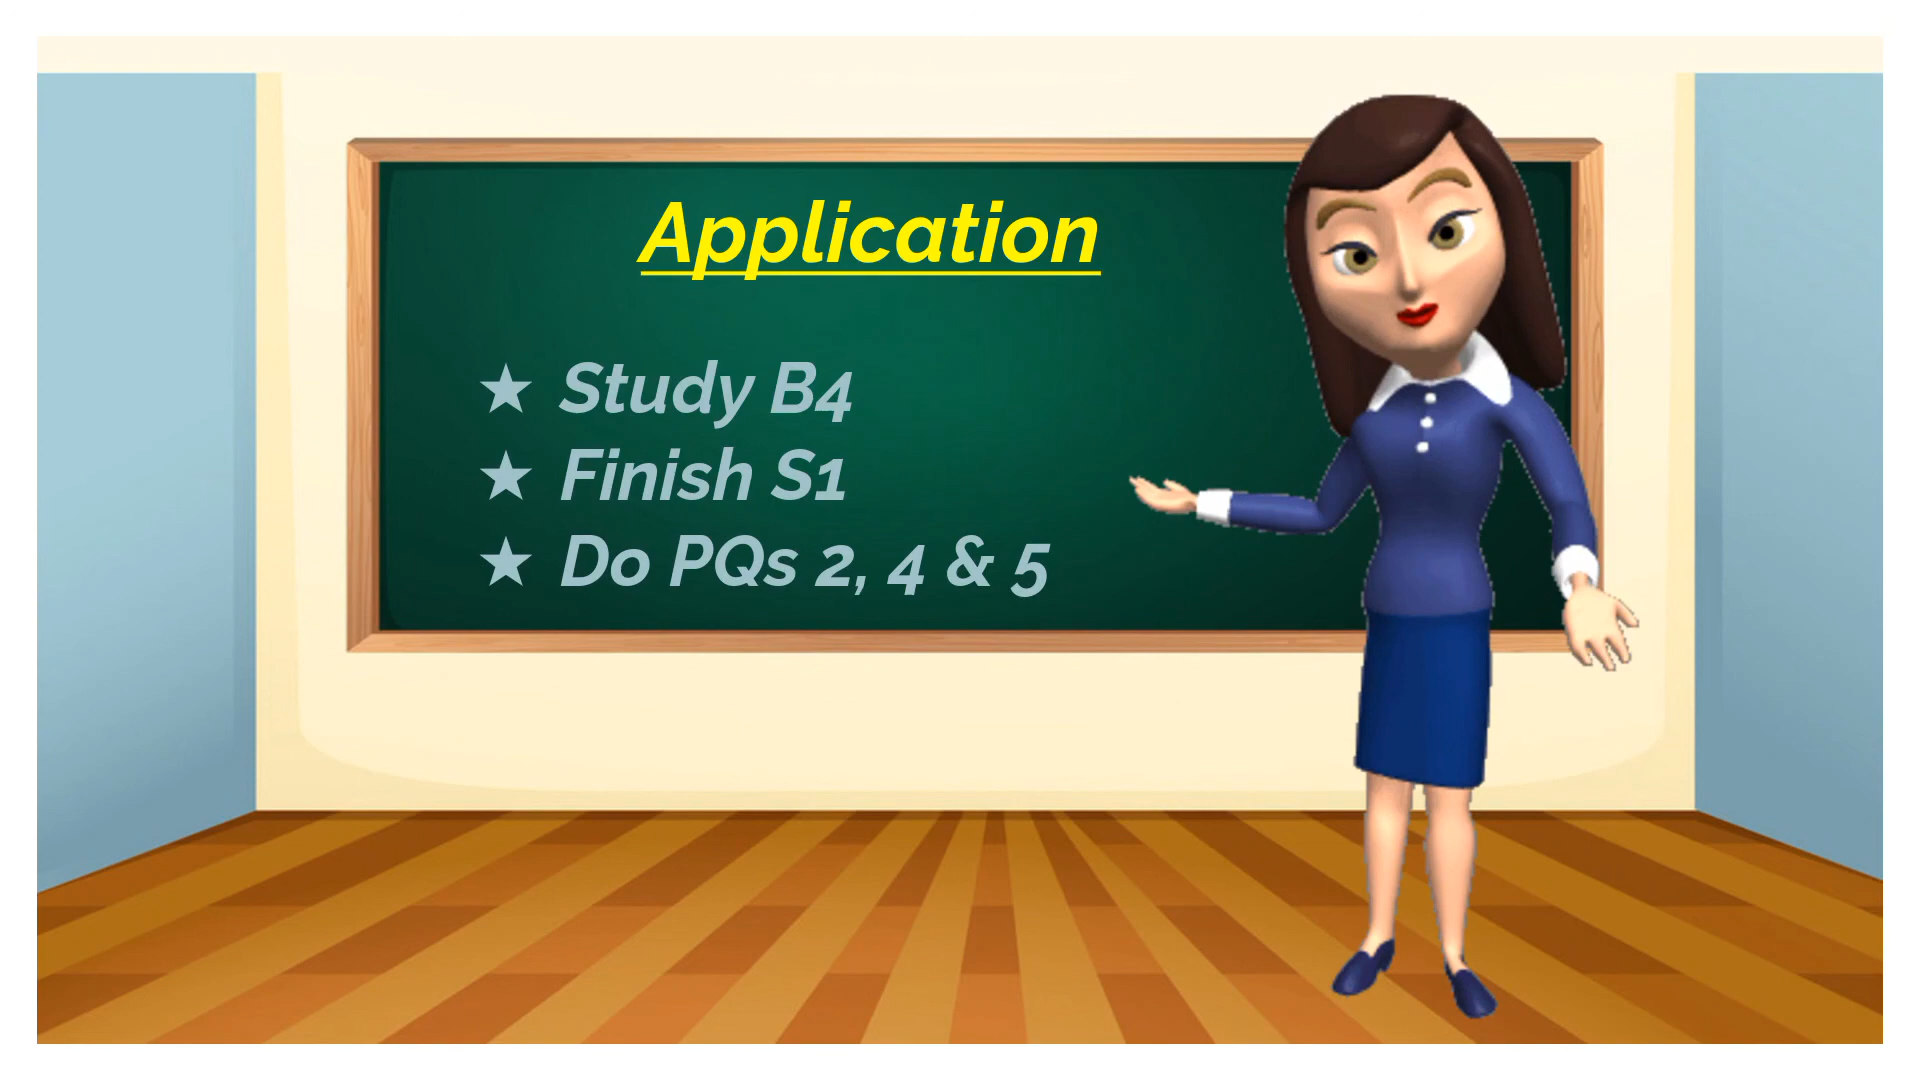 Application
★ Study B4
★ Finish S1
★ Do PQs 2, 4 & 5